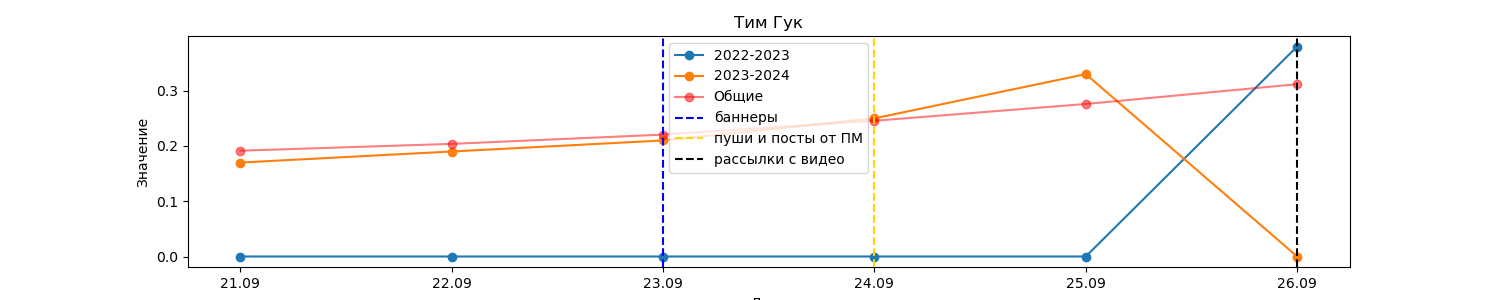 Тим Гук
Значение
0.3
0.2
0.1
0.0
2022-2023
2023-2024
Общие
баннеры
пуши и посты от ПМ
рассылки с видео
21.09
22.09
23.09
24.09
25.09
26.09